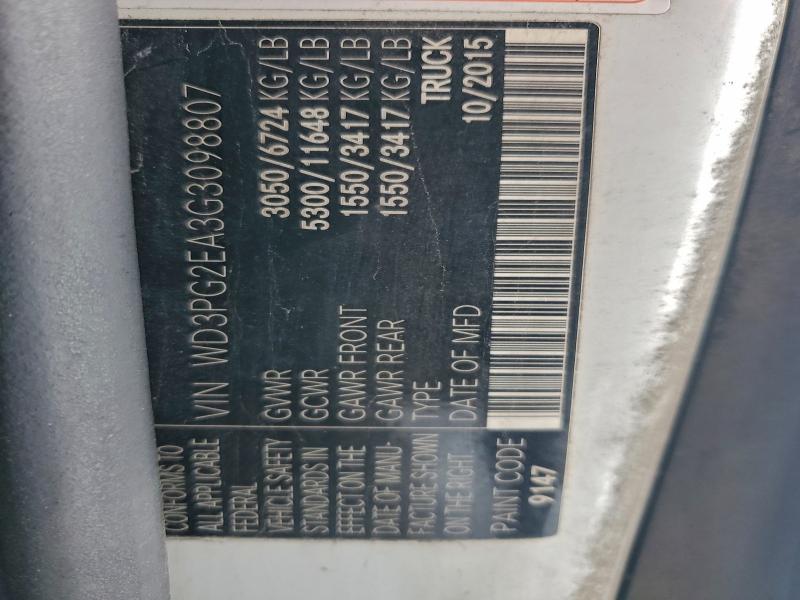 CONFORMS TO
ALL APPLICABLE
FEDERAL
VEHICLE SAFETY
STANDARDS IN
EFFECT ON THE
DATE OF MANU-
FACTURE SHOWN
ON THE RIGHT.
PAINT CODE
9147
VIN WD3PG2EA3G3098807
GVWR 3050/6724 KG/LB
GCWR 5300/11648 KG/LB
GAWR FRONT 1550/3417 KG/LB
GAWR REAR 1550/3417 KG/LB
TYPE TRUCK
DATE OF MFD 10/2015